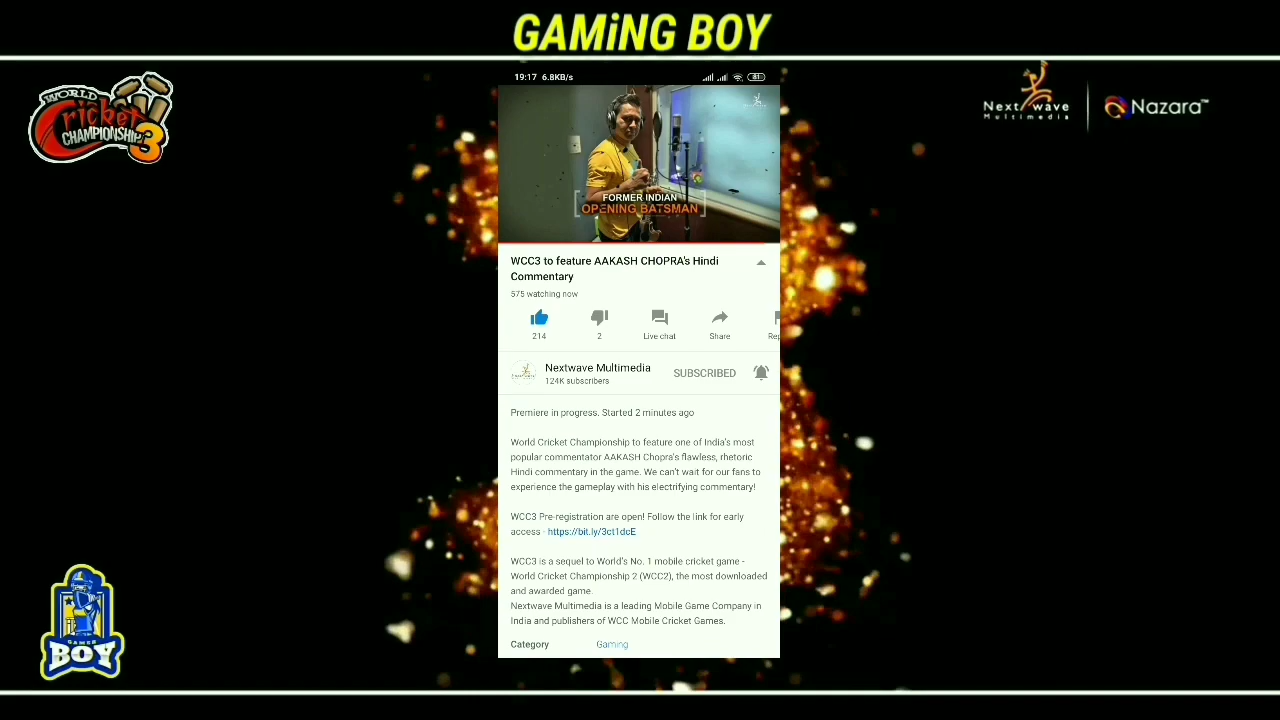 GAMiNG BOY
WORLD
Cricket
CHAMPIONSHIP
3
Next wave
Multimedia
Nazara™
19:17 6.8KB/s
81
FORMER INDIAN
OPENING BATSMAN
WCC3 to feature AAKASH CHOPRA's Hindi
Commentary
575 watching now
214
2
Live chat
Share
Rep
Nextwave Multimedia
124K subscribers
SUBSCRIBED
Premiere in progress. Started 2 minutes ago
World Cricket Championship to feature one of India's most
popular commentator AAKASH Chopra's flawless, rhetoric
Hindi commentary in the game. We can't wait for our fans to
experience the gameplay with his electrifying commentary!
WCC3 Pre-registration are open! Follow the link for early
access - https://bit.ly/3ct1dcE
WCC3 is a sequel to World's No. 1 mobile cricket game -
World Cricket Championship 2 (WCC2), the most downloaded
and awarded game.
Nextwave Multimedia is a leading Mobile Game Company in
India and publishers of WCC Mobile Cricket Games.
Category Gaming
GAMER
BOY